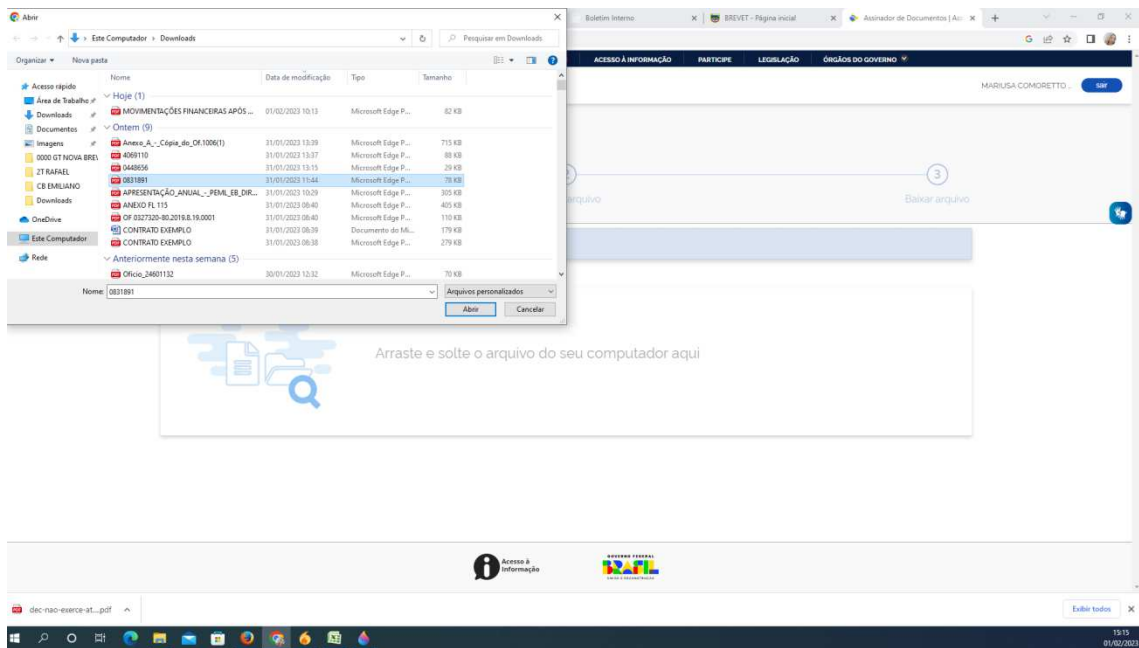 Abrir
Boletim Interno
BREVET - Página inicial
Assinador de Documentos | Ass
Este Computador > Downloads
Pesquisar em Downloads
Organizar
Nova pasta
ACESSO À INFORMAÇÃO PARTICIPE LEGISLAÇÃO ÓRGÃOS DO GOVERNO
MARIUSA COMORETTO ..
sair
Nome Data de modificação Tipo Tamanho
Acesso rápido
Área de Trabalho
Downloads
Documentos
Imagens
0000 GT NOVA BREV
2T RAFAEL
CB EMILIANO
Downloads
OneDrive
Este Computador
Rede
Hoje (1)
MOVIMENTAÇÕES FINANCEIRAS APÓS ... 01/02/2023 10:13 Microsoft Edge P... 82 KB
Ontem (9)
Anexo_A_-_Cópia_do_Of.1006(1) 31/01/2023 13:39 Microsoft Edge P... 715 KB
4069110 31/01/2023 13:37 Microsoft Edge P... 88 KB
0448656 31/01/2023 13:15 Microsoft Edge P... 29 KB
0831891 31/01/2023 11:44 Microsoft Edge P... 78 KB
APRESENTAÇÃO_ANUAL_-_PEML_EB_DIR... 31/01/2023 10:29 Microsoft Edge P... 305 KB
ANEXO FL 115 31/01/2023 08:40 Microsoft Edge P... 405 KB
OF 0327320-80.2019.8.19.0001 31/01/2023 08:40 Microsoft Edge P... 110 KB
CONTRATO EXEMPLO 31/01/2023 08:39 Documento do Mi... 179 KB
CONTRATO EXEMPLO 31/01/2023 08:38 Microsoft Edge P... 279 KB
Anteriormente nesta semana (5)
Oficio_24601132 30/01/2023 12:32 Microsoft Edge P... 70 KB
Nome: 0831891
Arquivos personalizados
Abrir
Cancelar
3
arquivo
Baixar arquivo
Arraste e solte o arquivo do seu computador aqui
Acesso à
Informação
GOVERNO FEDERAL
BRASIL
UNIÃO E RECONSTRUÇÃO
dec-nao-exerce-at....pdf
Exibir todos
15:15
01/02/2023